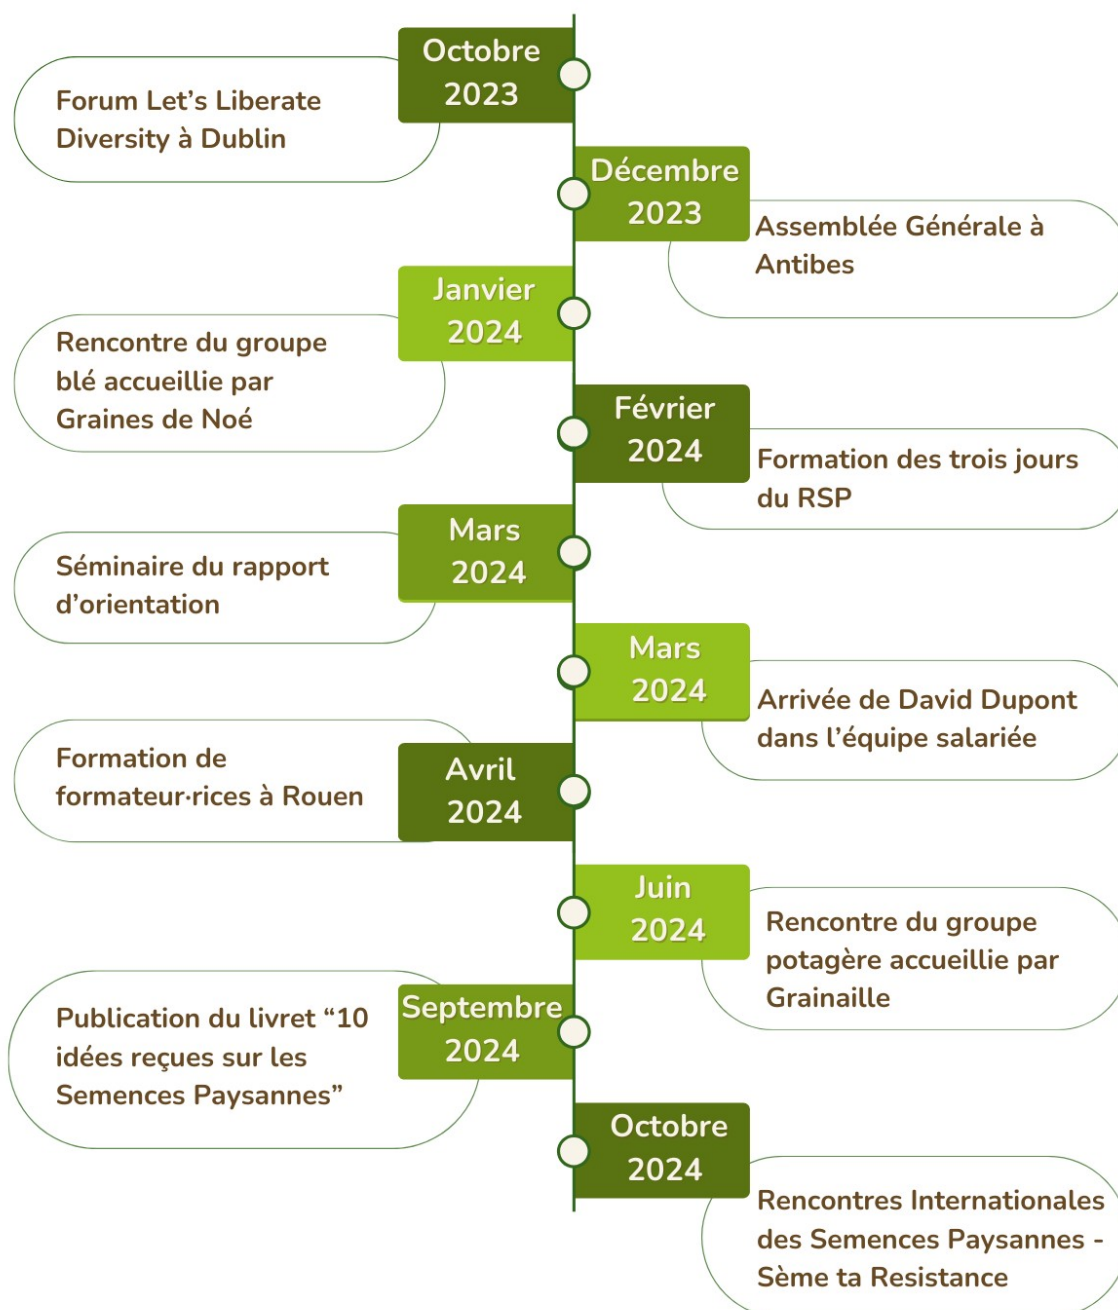 Octobre
2023
Forum Let's Liberate
Diversity à Dublin
Décembre
2023
Assemblée Générale à
Antibes
Janvier
2024
Rencontre du groupe
blé accueillie par
Graines de Noé
Février
2024
Formation des trois jours
du RSP
Mars
2024
Séminaire du rapport
d'orientation
Mars
2024
Arrivée de David Dupont
dans l'équipe salariée
Avril
2024
Formation de
formateur·rices à Rouen
Juin
2024
Rencontre du groupe
potagère accueillie par
Grainaille
Septembre
2024
Publication du livret “10
idées reçues sur les
Semences Paysannes”
Octobre
2024
Rencontres Internationales
des Semences Paysannes -
Sème ta Resistance